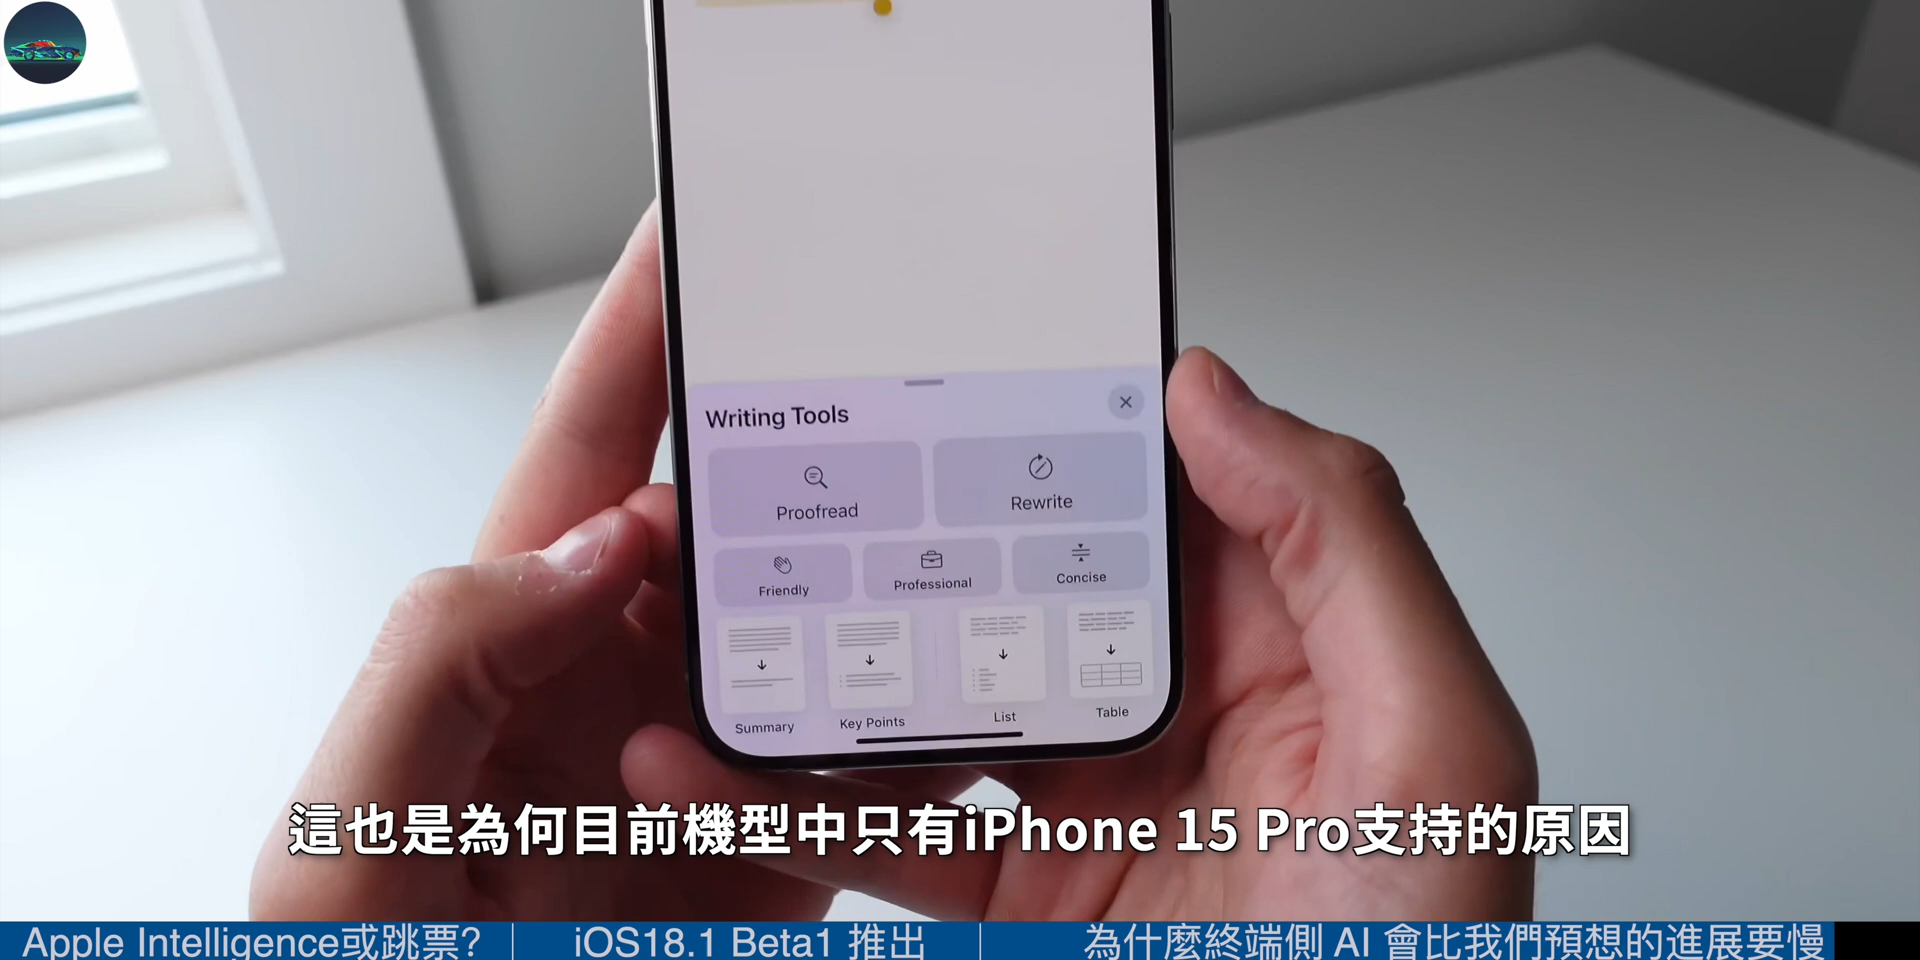 Writing Tools
Proofread
Rewrite
Friendly
Professional
Concise
Summary
Key Points
List
Table
這也是為何目前機型中只有iPhone 15 Pro支持的原因
Apple Intelligence或跳票?
iOS18.1 Beta1 推出
為什麼終端側 AI 會比我們預想的進展要慢